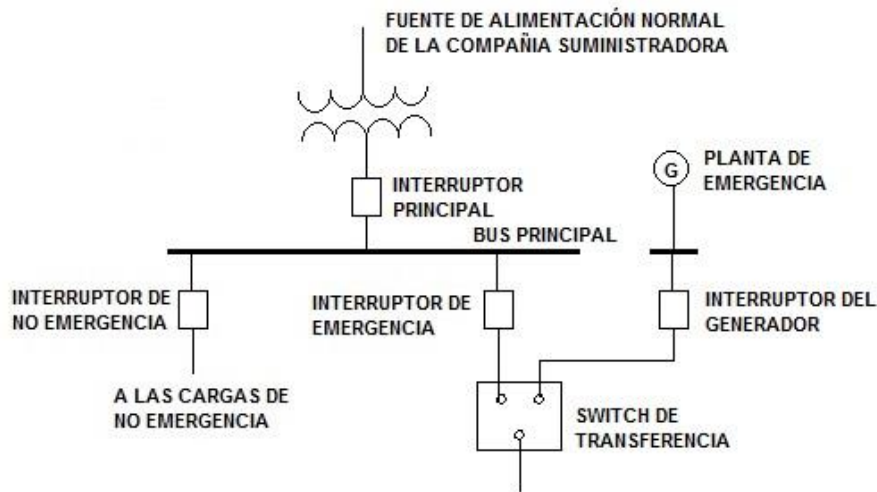 FUENTE DE ALIMENTACIÓN NORMAL
DE LA COMPAÑIA SUMINISTRADORA
PLANTA DE
EMERGENCIA
G
INTERRUPTOR
PRINCIPAL
BUS PRINCIPAL
INTERRUPTOR DE
NO EMERGENCIA
INTERRUPTOR DE
EMERGENCIA
INTERRUPTOR DEL
GENERADOR
A LAS CARGAS DE
NO EMERGENCIA
SWITCH DE
TRANSFERENCIA